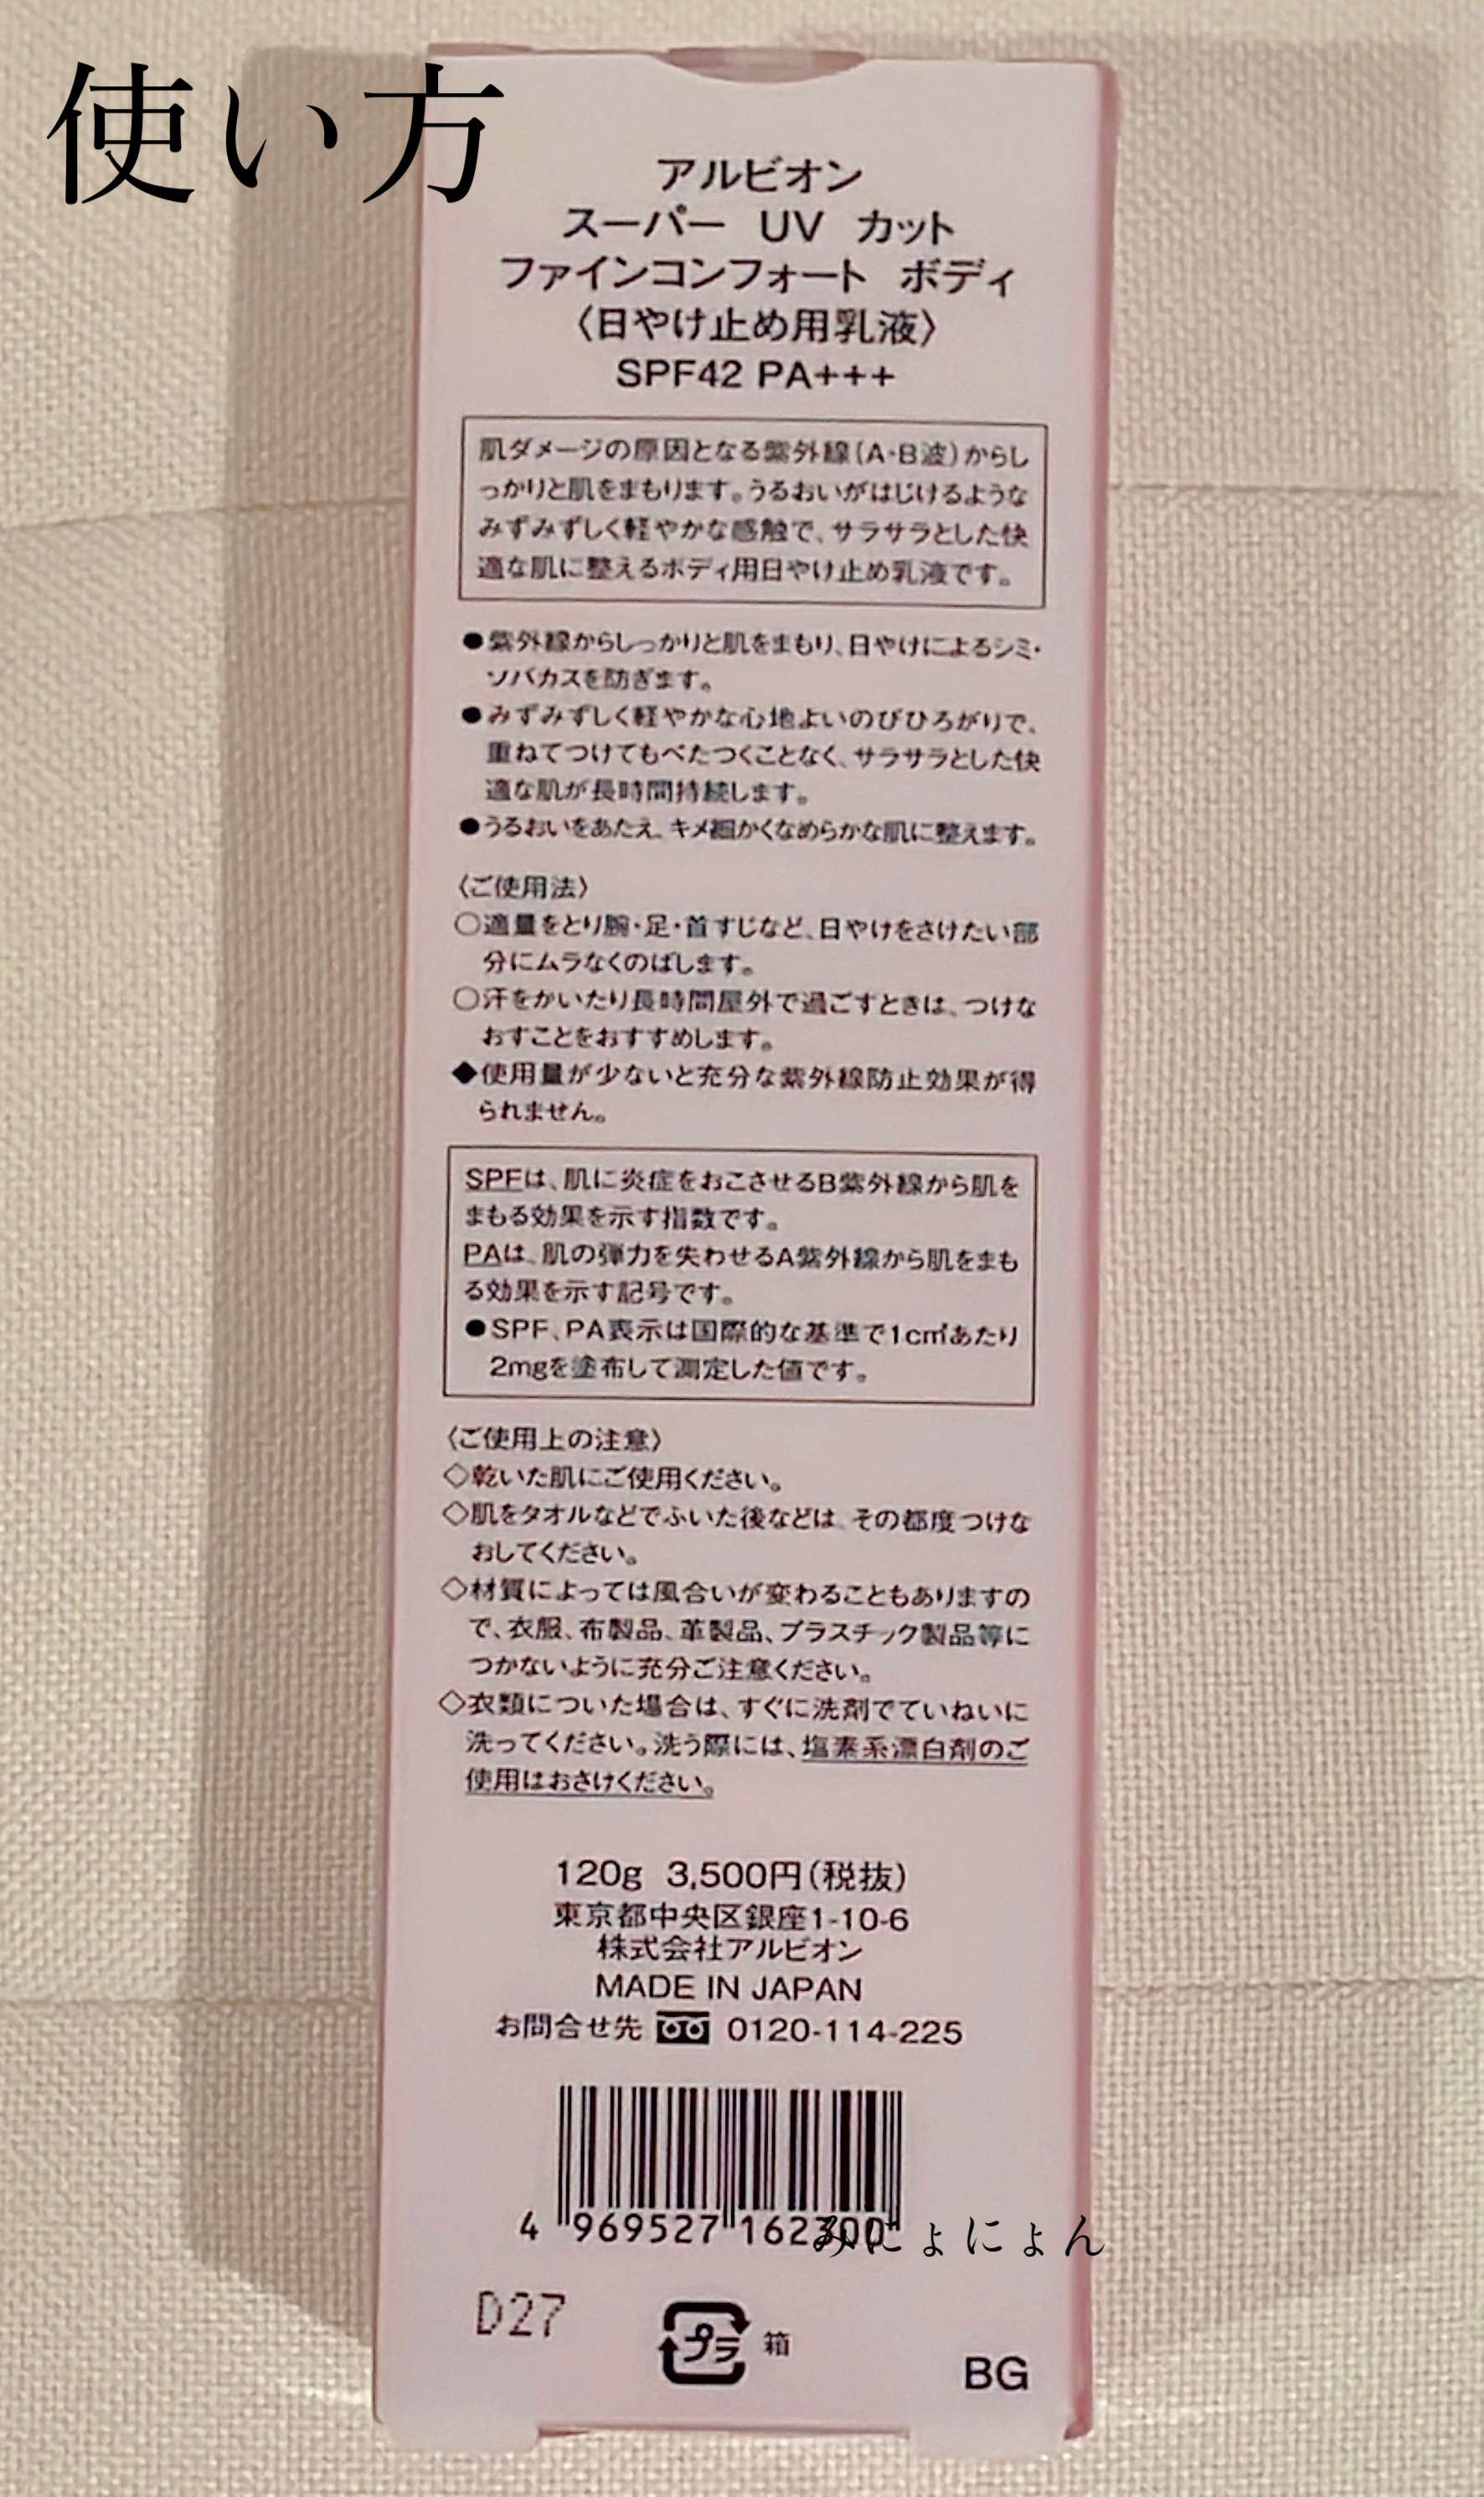 使い方
アルビオン
スーパー UV カット
ファインコンフォート ボディ
〈日やけ止め用乳液〉
SPF42 PA+++
肌ダメージの原因となる紫外線(A・B波)からし
っかりと肌をまもります。うるおいがはじけるような
みずみずしく軽やかな感触で、サラサラとした快
適な肌に整えるボディ用日やけ止め乳液です。
●紫外線からしっかりと肌をまもり、日やけによるシミ・
ソバカスを防ぎます。
●みずみずしく軽やかな心地よいのびひろがりで、
重ねてつけてもべたつくことなく、サラサラとした快
適な肌が長時間持続します。
●うるおいをあたえ、キメ細かくなめらかな肌に整えます。
〈ご使用法〉
○適量をとり腕・足・首すじなど、日やけをさけたい部
分にムラなくのばします。
○汗をかいたり長時間屋外で過ごすときは、つけな
おすことをおすすめします。
◆使用量が少ないと充分な紫外線防止効果が得
られません。
SPFは、肌に炎症をおこさせるB紫外線から肌を
まもる効果を示す指数です。
PAは、肌の弾力を失わせるA紫外線から肌をまも
る効果を示す記号です。
●SPF、PA表示は国際的な基準で1c㎡あたり
2mgを塗布して測定した値です。
〈ご使用上の注意〉
◇乾いた肌にご使用ください。
◇肌をタオルなどでふいた後などは、その都度つけな
おしてください。
◇材質によっては風合いが変わることもありますの
で、衣服、布製品、革製品、プラスチック製品等に
つかないように充分ご注意ください。
◇衣類についた場合は、すぐに洗剤でていねいに
洗ってください。洗う際には、塩素系漂白剤のご
使用はおさけください。
120g 3,500円(税抜)
東京都中央区銀座1-10-6
株式会社アルビオン
MADE IN JAPAN
お問合せ先 0120-114-225
4 969527 162300
みにょにょん
D27
プラ 箱
BG